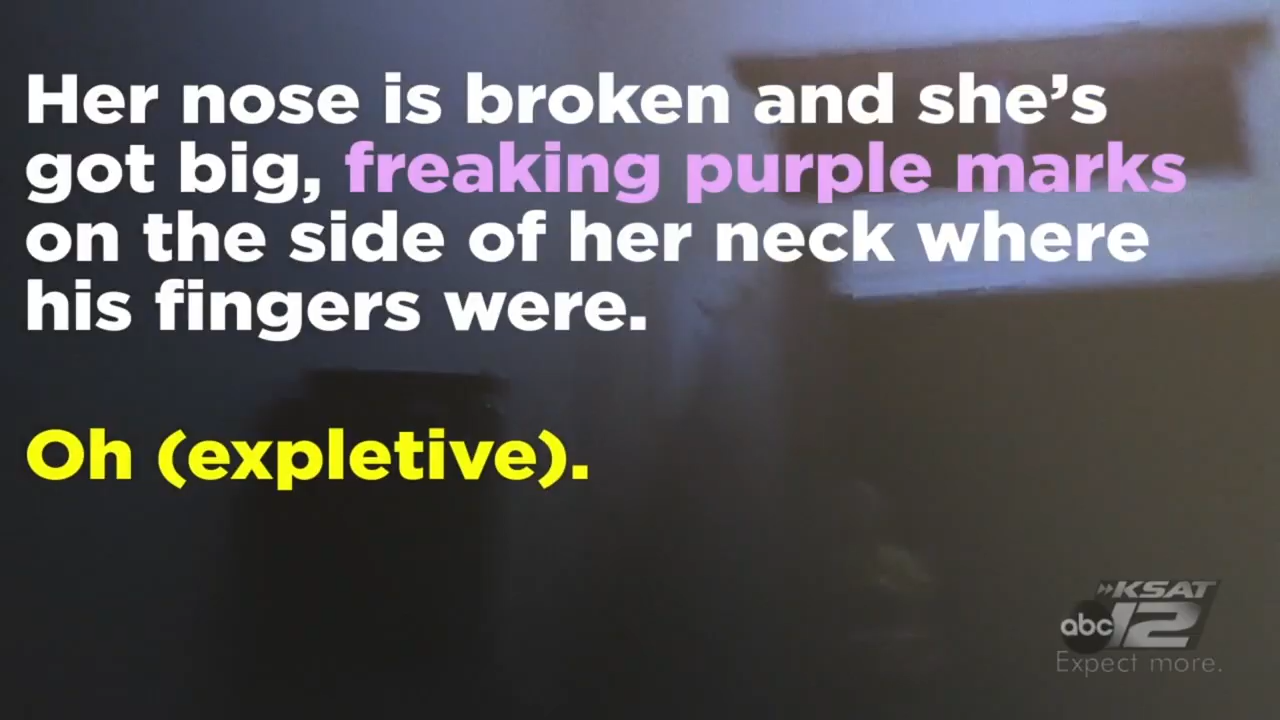 Her nose is broken and she's
got big, freaking purple marks
on the side of her neck where
his fingers were.
Oh (expletive).
KSAT
abc 12
Expect more.